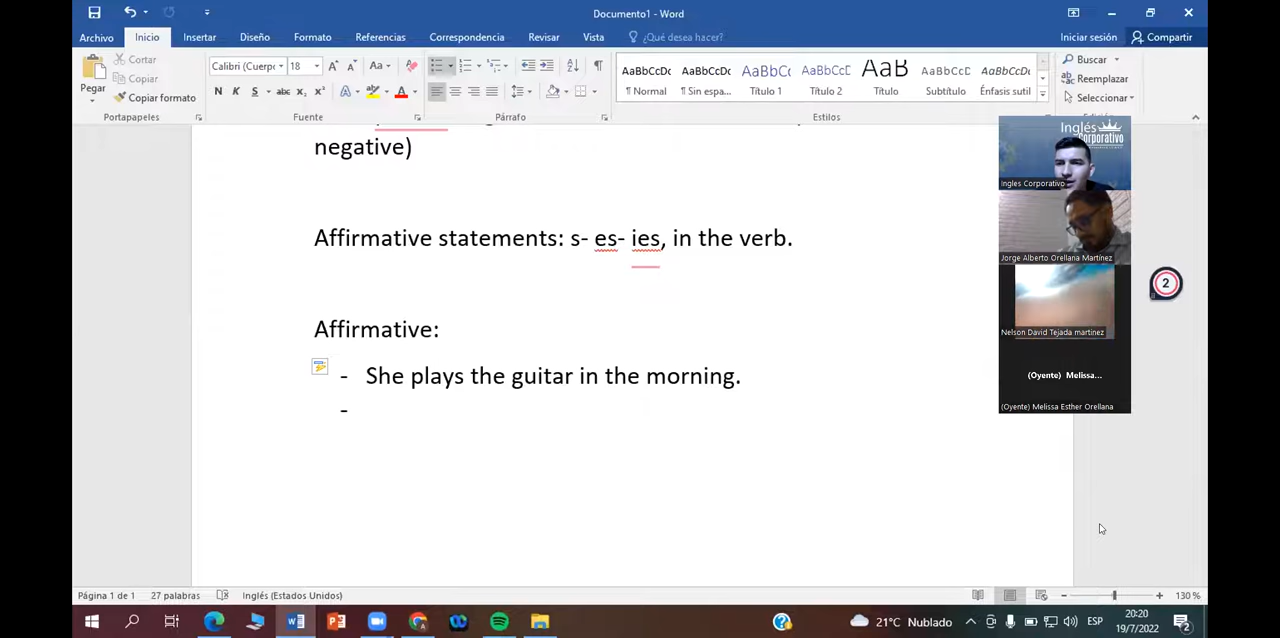 Documento1 - Word
Archivo Inicio Insertar Diseño Formato Referencias Correspondencia Revisar Vista ¿Qué desea hacer? Iniciar sesión Compartir
Pegar
Cortar
Copiar
Copiar formato
Portapapeles
Calibri (Cuerpo 18
Fuente
Párrafo
AaBbCcDc AaBbCcDc AaBbCc AaBbCcD AaB AaBbCcD AaBbCcDc
¶ Normal ¶ Sin espa... Título 1 Título 2 Título Subtítulo Énfasis sutil
Estilos
Buscar
Reemplazar
Seleccionar
negative)
Affirmative statements: s- es- ies, in the verb.
Affirmative:
- She plays the guitar in the morning.
-
Inglés
Corporativo
Ingles Corporativo
Jorge Alberto Orellana Martínez
Nelson David Tejada martinez
(Oyente) Melissa...
(Oyente) Melissa Esther Orellana
2
Página 1 de 1 27 palabras Inglés (Estados Unidos) 130 %
21°C Nublado ESP 20:20
19/7/2022 2